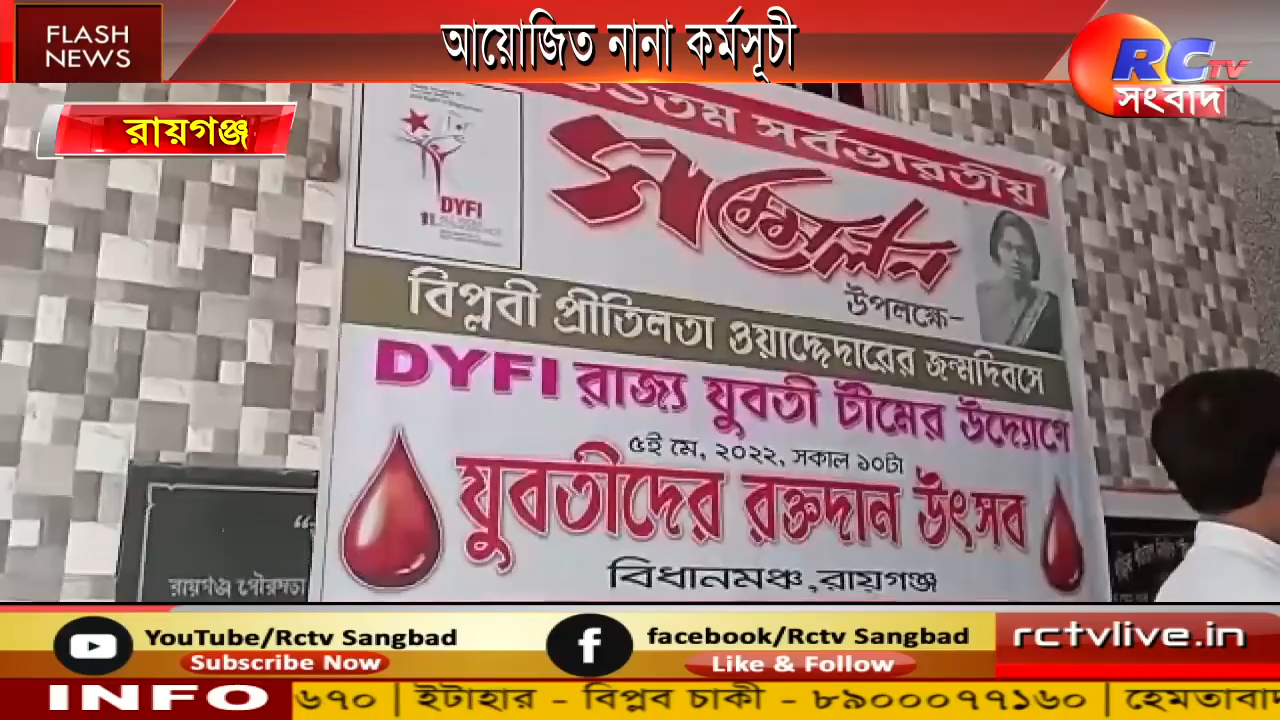 FLASH
NEWS
আয়োজিত নানা কর্মসূচী
RCTV
সংবাদ
রায়গঞ্জ
সর্বভারতীয়
সম্মেলন
উপলক্ষে-
DYFI
বিপ্লবী প্রীতিলতা ওয়াদ্দেদারের জন্মদিবসে
DYFI রাজ্য যুবতী টীমের উদ্যোগে
৫ই মে, ২০২২, সকাল ১০টা
যুবতীদের রক্তদান উৎসব
বিধানমঞ্চ,রায়গঞ্জ
রায়গঞ্জ পৌরসভা
YouTube/Rctv Sangbad
Subscribe Now
facebook/Rctv Sangbad
Like & Follow
rctvlive.in
INFO ৬৭০ | ইটাহার - বিপ্লব চাকী - ৮৯০০০৭৭১৬০ | হেমতাবাদ